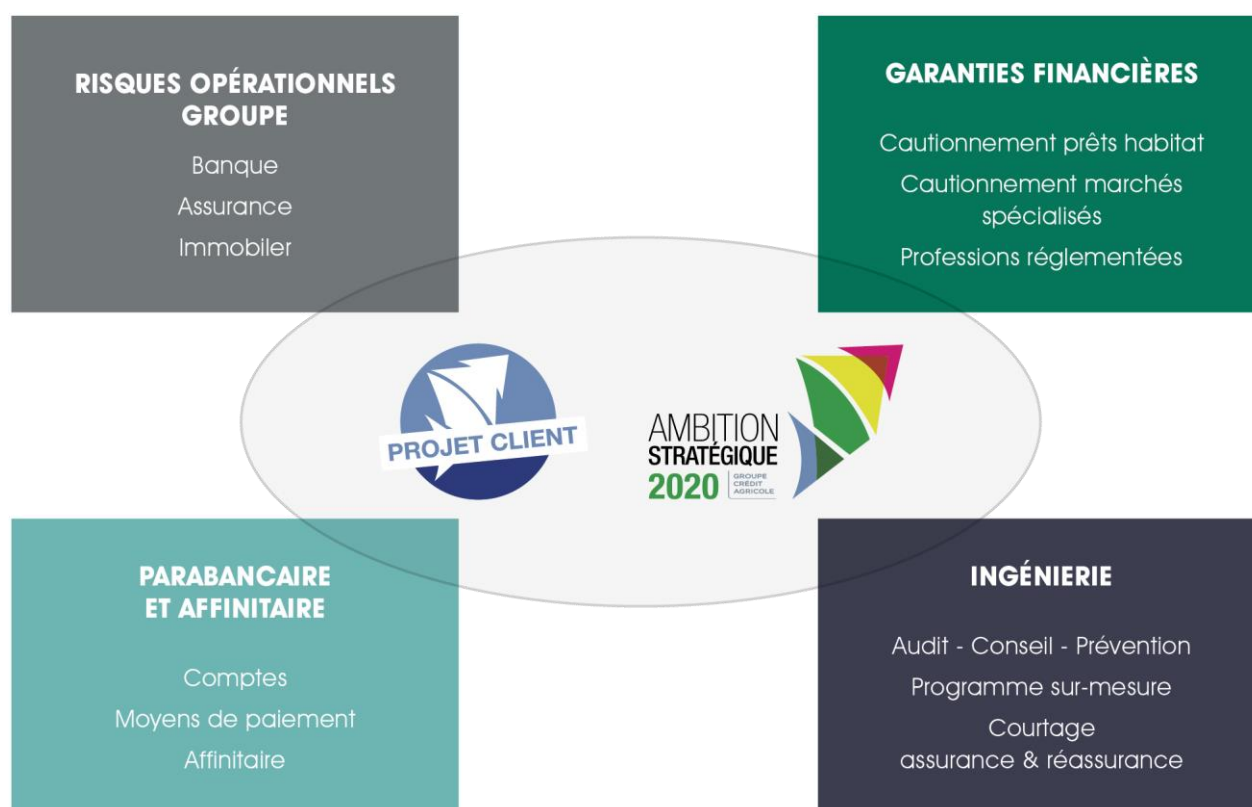 RISQUES OPÉRATIONNELS
GROUPE
Banque
Assurance
Immobiler
GARANTIES FINANCIÈRES
Cautionnement prêts habitat
Cautionnement marchés
spécialisés
Professions réglementées
PROJET CLIENT
AMBITION
STRATÉGIQUE
2020
GROUPE
CRÉDIT
AGRICOLE
PARABANCAIRE
ET AFFINITAIRE
Comptes
Moyens de paiement
Affinitaire
INGÉNIERIE
Audit - Conseil - Prévention
Programme sur-mesure
Courtage
assurance & réassurance